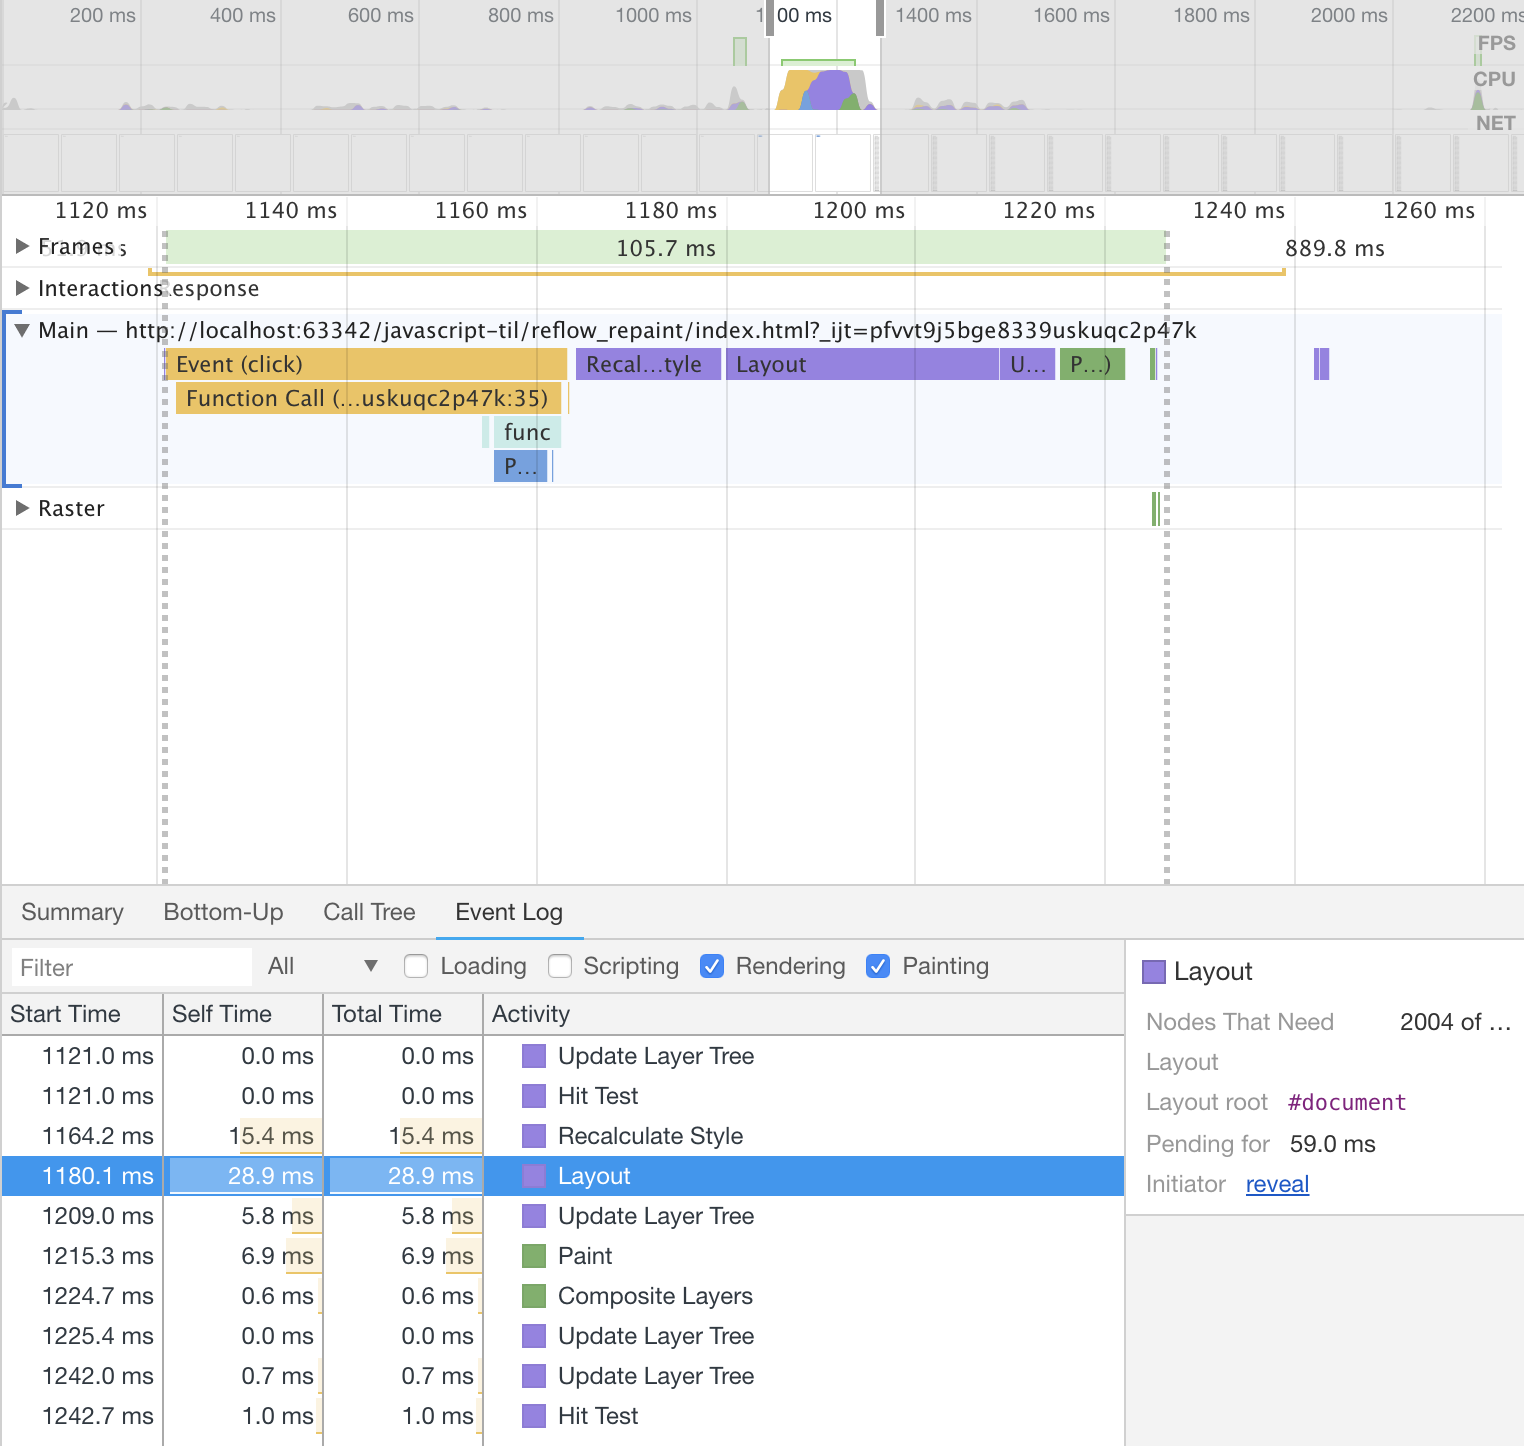 200 ms 400 ms 600 ms 800 ms 1000 ms 1 00 ms 1400 ms 1600 ms 1800 ms 2000 ms 2200 ms
FPS
CPU
NET
1120 ms 1140 ms 1160 ms 1180 ms 1200 ms 1220 ms 1240 ms 1260 ms
Frames 105.7 ms 889.8 ms
Interactions esponse
Main — http://localhost:63342/javascript-til/reflow_repaint/index.html?_ijt=pfvvt9j5bge8339uskuqc2p47k
Event (click) Recal…tyle Layout U… P…)
Function Call (…uskuqc2p47k:35)
func
P…
Raster
Summary Bottom-Up Call Tree Event Log
Filter All ▼ Loading Scripting Rendering Painting
Start Time Self Time Total Time Activity
1121.0 ms 0.0 ms 0.0 ms Update Layer Tree
1121.0 ms 0.0 ms 0.0 ms Hit Test
1164.2 ms 15.4 ms 15.4 ms Recalculate Style
1180.1 ms 28.9 ms 28.9 ms Layout
1209.0 ms 5.8 ms 5.8 ms Update Layer Tree
1215.3 ms 6.9 ms 6.9 ms Paint
1224.7 ms 0.6 ms 0.6 ms Composite Layers
1225.4 ms 0.0 ms 0.0 ms Update Layer Tree
1242.0 ms 0.7 ms 0.7 ms Update Layer Tree
1242.7 ms 1.0 ms 1.0 ms Hit Test
Layout
Nodes That Need Layout 2004 of …
Layout root #document
Pending for 59.0 ms
Initiator reveal